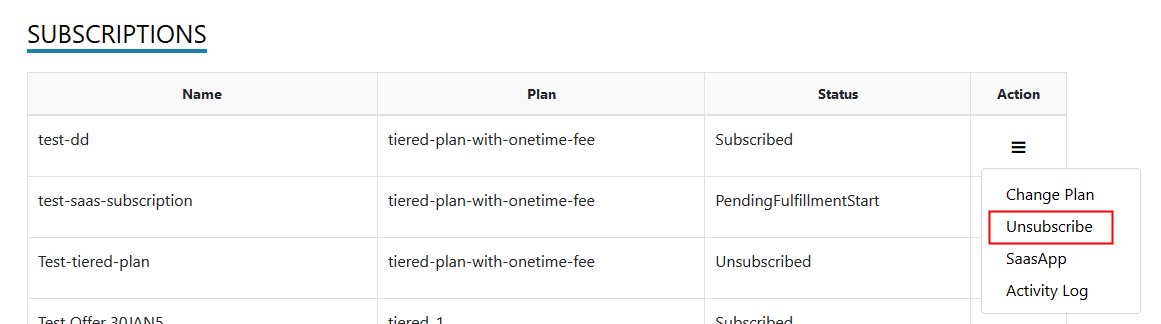 SUBSCRIPTIONS
Name Plan Status Action
test-dd tiered-plan-with-onetime-fee Subscribed
test-saas-subscription tiered-plan-with-onetime-fee PendingFulfillmentStart
Test-tiered-plan tiered-plan-with-onetime-fee Unsubscribed
Test Offer 30JAN5 tiered_1 Subscribed
Change Plan
Unsubscribe
SaasApp
Activity Log